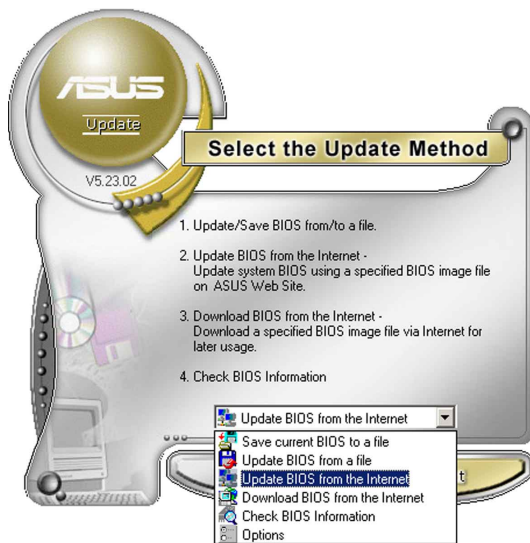 ASUS
Update
V5.23.02
Select the Update Method
1. Update/Save BIOS from/to a file.
2. Update BIOS from the Internet -
Update system BIOS using a specified BIOS image file
on ASUS Web Site.
3. Download BIOS from the Internet -
Download a specified BIOS image file via Internet for
later usage.
4. Check BIOS Information
Update BIOS from the Internet
Save current BIOS to a file
Update BIOS from a file
Update BIOS from the Internet
Download BIOS from the Internet
Check BIOS Information
Options